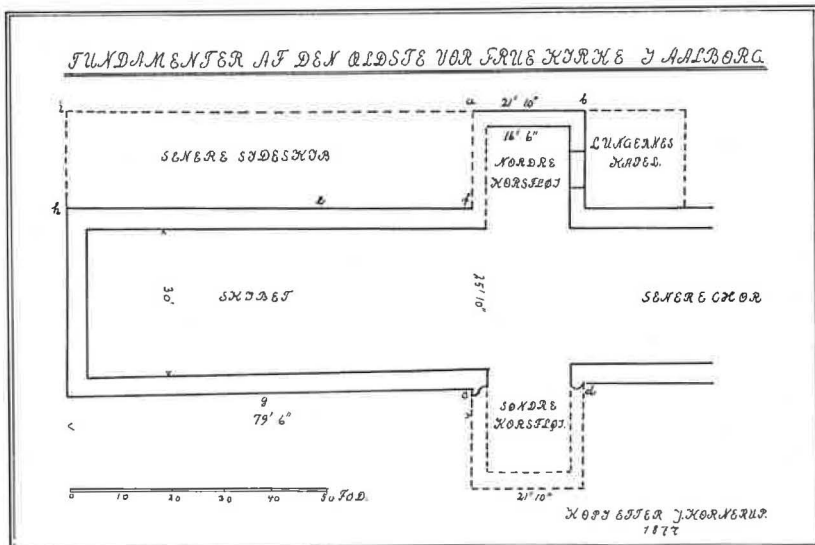 FUNDAMENTER AF DEN ÆLDSTE VOR FRUE KIRKE I AALBORG.
i
a
21' 10"
b
16' 6"
SENERE SIDESKIB
NORDRE
KORSFLØJ
LUNGERNES
KAPEL.
h
e
f
30'
SKIBET
25' 10"
SENERE CHOR
g
79' 6"
c
d
SØNDRE
KORSFLØJ.
0 10 20 30 40 50 FOD.
21' 10"
KOPI EFTER J. KORNERUP.
1877